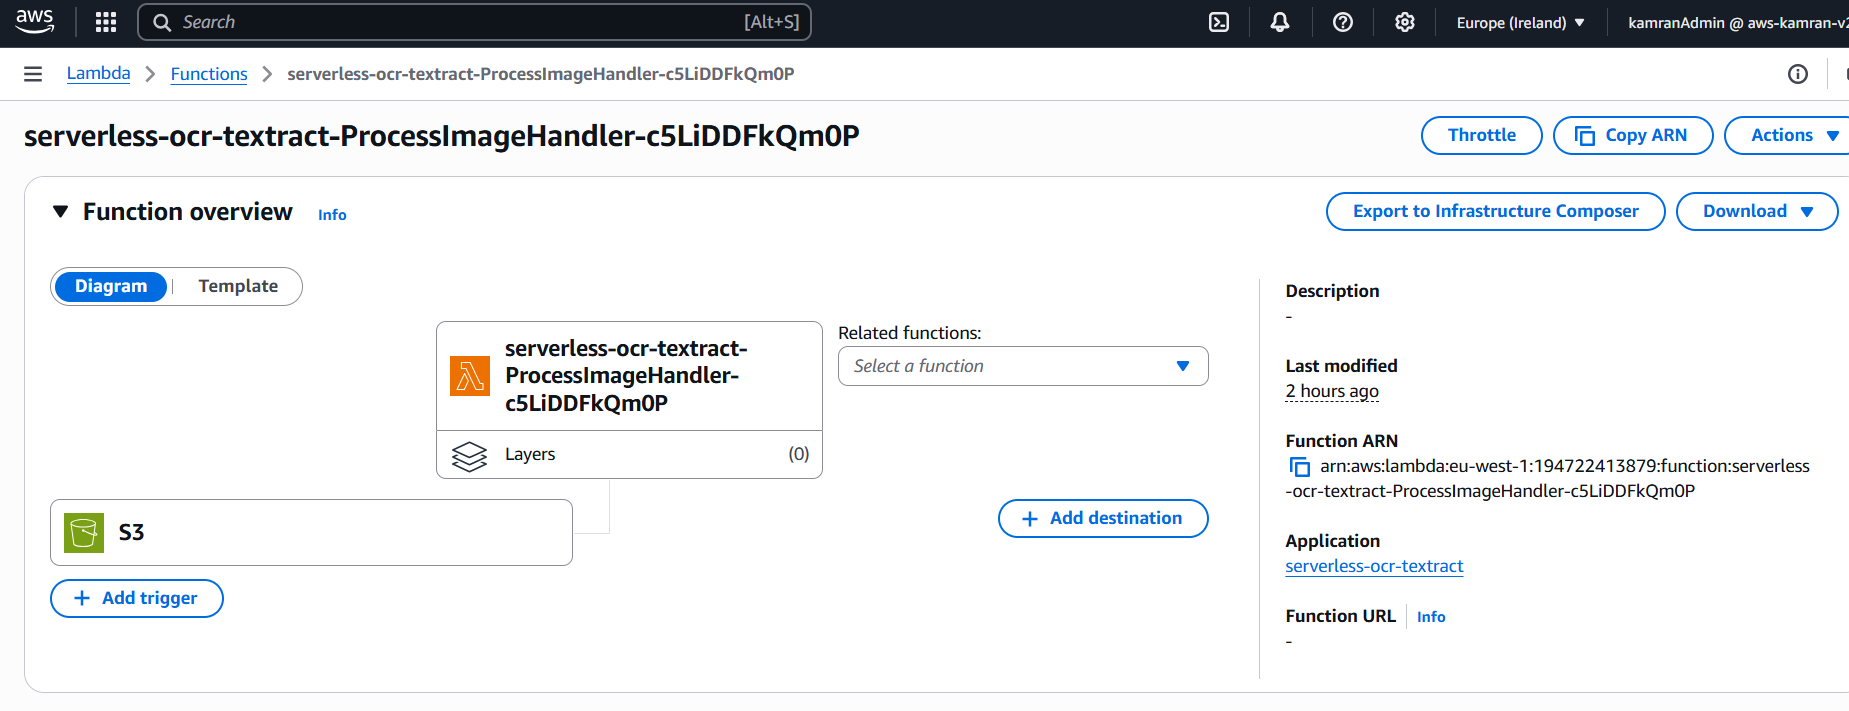 aws
Search [Alt+S]
Europe (Ireland)
kamranAdmin @ aws-kamran-v2
Lambda
Functions
serverless-ocr-textract-ProcessImageHandler-c5LiDDFkQm0P
serverless-ocr-textract-ProcessImageHandler-c5LiDDFkQm0P
Throttle
Copy ARN
Actions
Function overview
Info
Export to Infrastructure Composer
Download
Diagram
Template
serverless-ocr-textract-
ProcessImageHandler-
c5LiDDFkQm0P
Layers (0)
Related functions:
Select a function
S3
Add trigger
Add destination
Description
-
Last modified
2 hours ago
Function ARN
arn:aws:lambda:eu-west-1:194722413879:function:serverless
-ocr-textract-ProcessImageHandler-c5LiDDFkQm0P
Application
serverless-ocr-textract
Function URL
Info
-